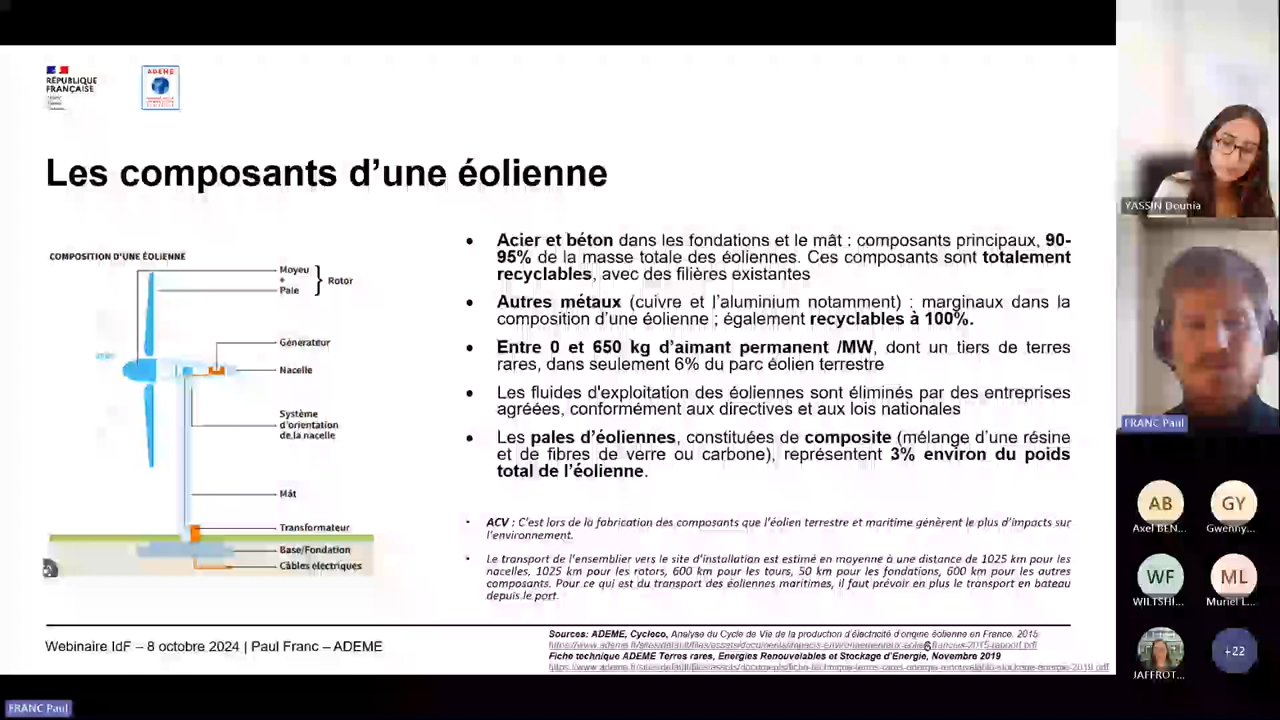 RÉPUBLIQUE
FRANÇAISE
ADEME
Les composants d’une éolienne
COMPOSITION D'UNE ÉOLIENNE
Moyeu
+
Pale
Rotor
Générateur
Nacelle
Système
d'orientation
de la nacelle
Mât
Transformateur
Base/Fondation
Câbles électriques
• Acier et béton dans les fondations et le mât : composants principaux, 90-
95% de la masse totale des éoliennes. Ces composants sont totalement
recyclables, avec des filières existantes
• Autres métaux (cuivre et l’aluminium notamment) : marginaux dans la
composition d’une éolienne ; également recyclables à 100%.
• Entre 0 et 650 kg d’aimant permanent /MW, dont un tiers de terres
rares, dans seulement 6% du parc éolien terrestre
• Les fluides d'exploitation des éoliennes sont éliminés par des entreprises
agréées, conformément aux directives et aux lois nationales
• Les pales d’éoliennes, constituées de composite (mélange d’une résine
et de fibres de verre ou carbone), représentent 3% environ du poids
total de l’éolienne.
• ACV : C’est lors de la fabrication des composants que l’éolien terrestre et maritime génèrent le plus d’impacts sur
l’environnement.
• Le transport de l’ensemblier vers le site d’installation est estimé en moyenne à une distance de 1025 km pour les
nacelles, 1025 km pour les rotors, 600 km pour les tours, 50 km pour les fondations, 600 km pour les autres
composants. Pour ce qui est du transport des éoliennes maritimes, il faut prévoir en plus le transport en bateau
depuis le port.
Webinaire IdF – 8 octobre 2024 | Paul Franc – ADEME
Sources: ADEME, Cycleco, Analyse du Cycle de Vie de la production d’électricité d’origine éolienne en France. 2015
6
Fiche technique ADEME Terres rares, Energies Renouvelables et Stockage d’Energie, Novembre 2019
YASSIN Dounia
FRANC Paul
AB
Axel BEN...
GY
Gwenny...
WF
WILTSHI...
ML
Muriel L...
JAFFROT...
+22
FRANC Paul